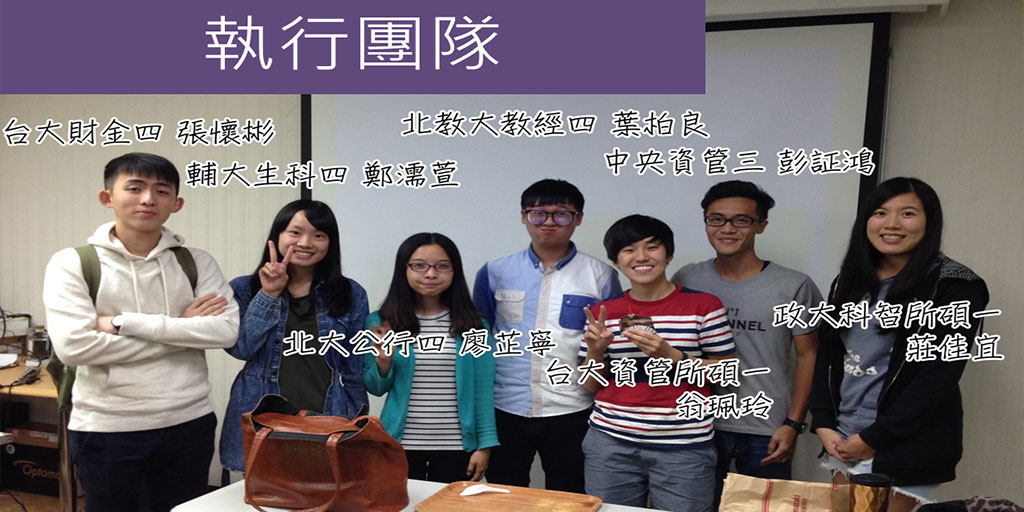 執行團隊
台大財金四 張懷彬
北教大教經四 葉柏良
輔大生科四 鄭濡萱
中央資管三 彭証鴻
政大科智所碩一
莊佳宜
北大公行四 廖芷寧
台大資管所碩一
翁珮玲
NNEL
Optoma